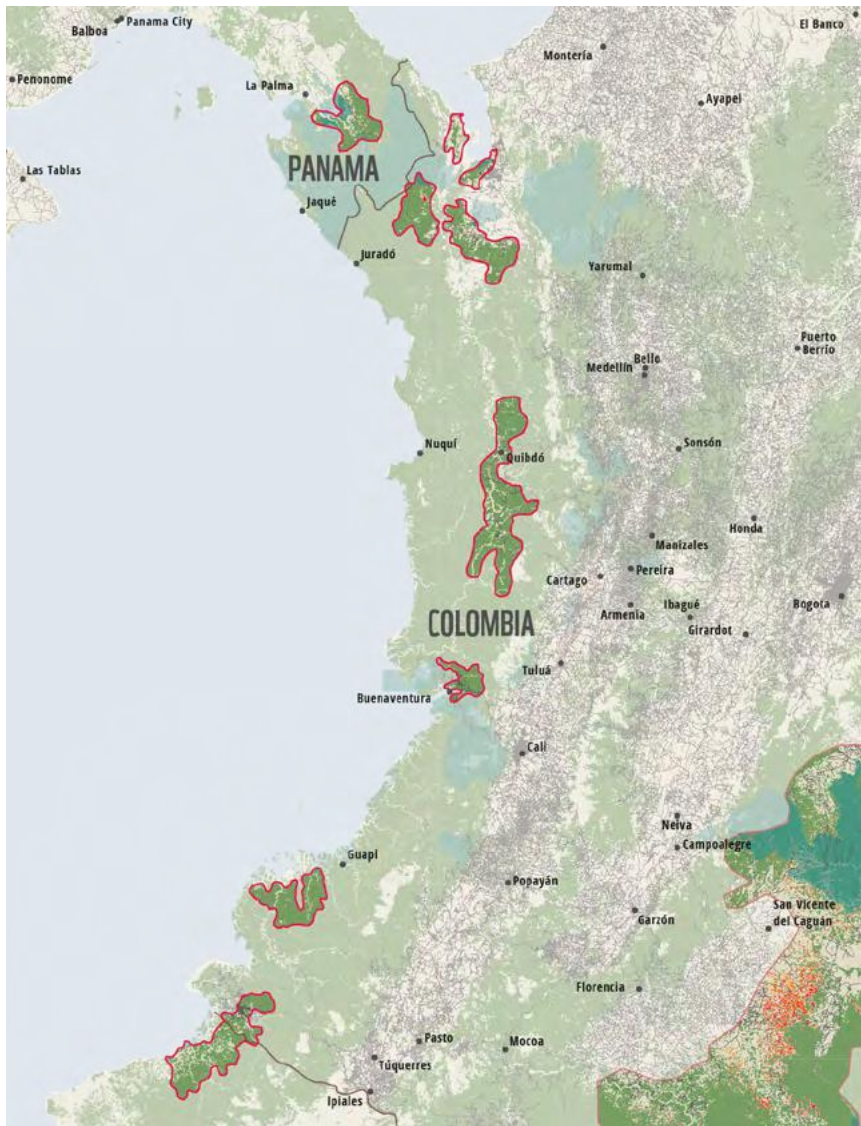 El Banco
Panama City
Balboa
Montería
Penonome
La Palma
Ayapel
PANAMA
Las Tablas
Jaquê
Juradó
Yarumal
Puerto
Berrio
Bello
Medellín
Nuquí
Quibdó
Sonsón
Honda
Manizales
Cartago
Pereira
Bogota
Armenia
Ibagué
Girardot
COLOMBIA
Tuluá
Buenaventura
Cali
Neiva
Campoalegre
Guapi
Popayán
San Vicente
del Caguán
Garzón
Florencia
Pasto
Mocoa
Túquerres
Ipiales